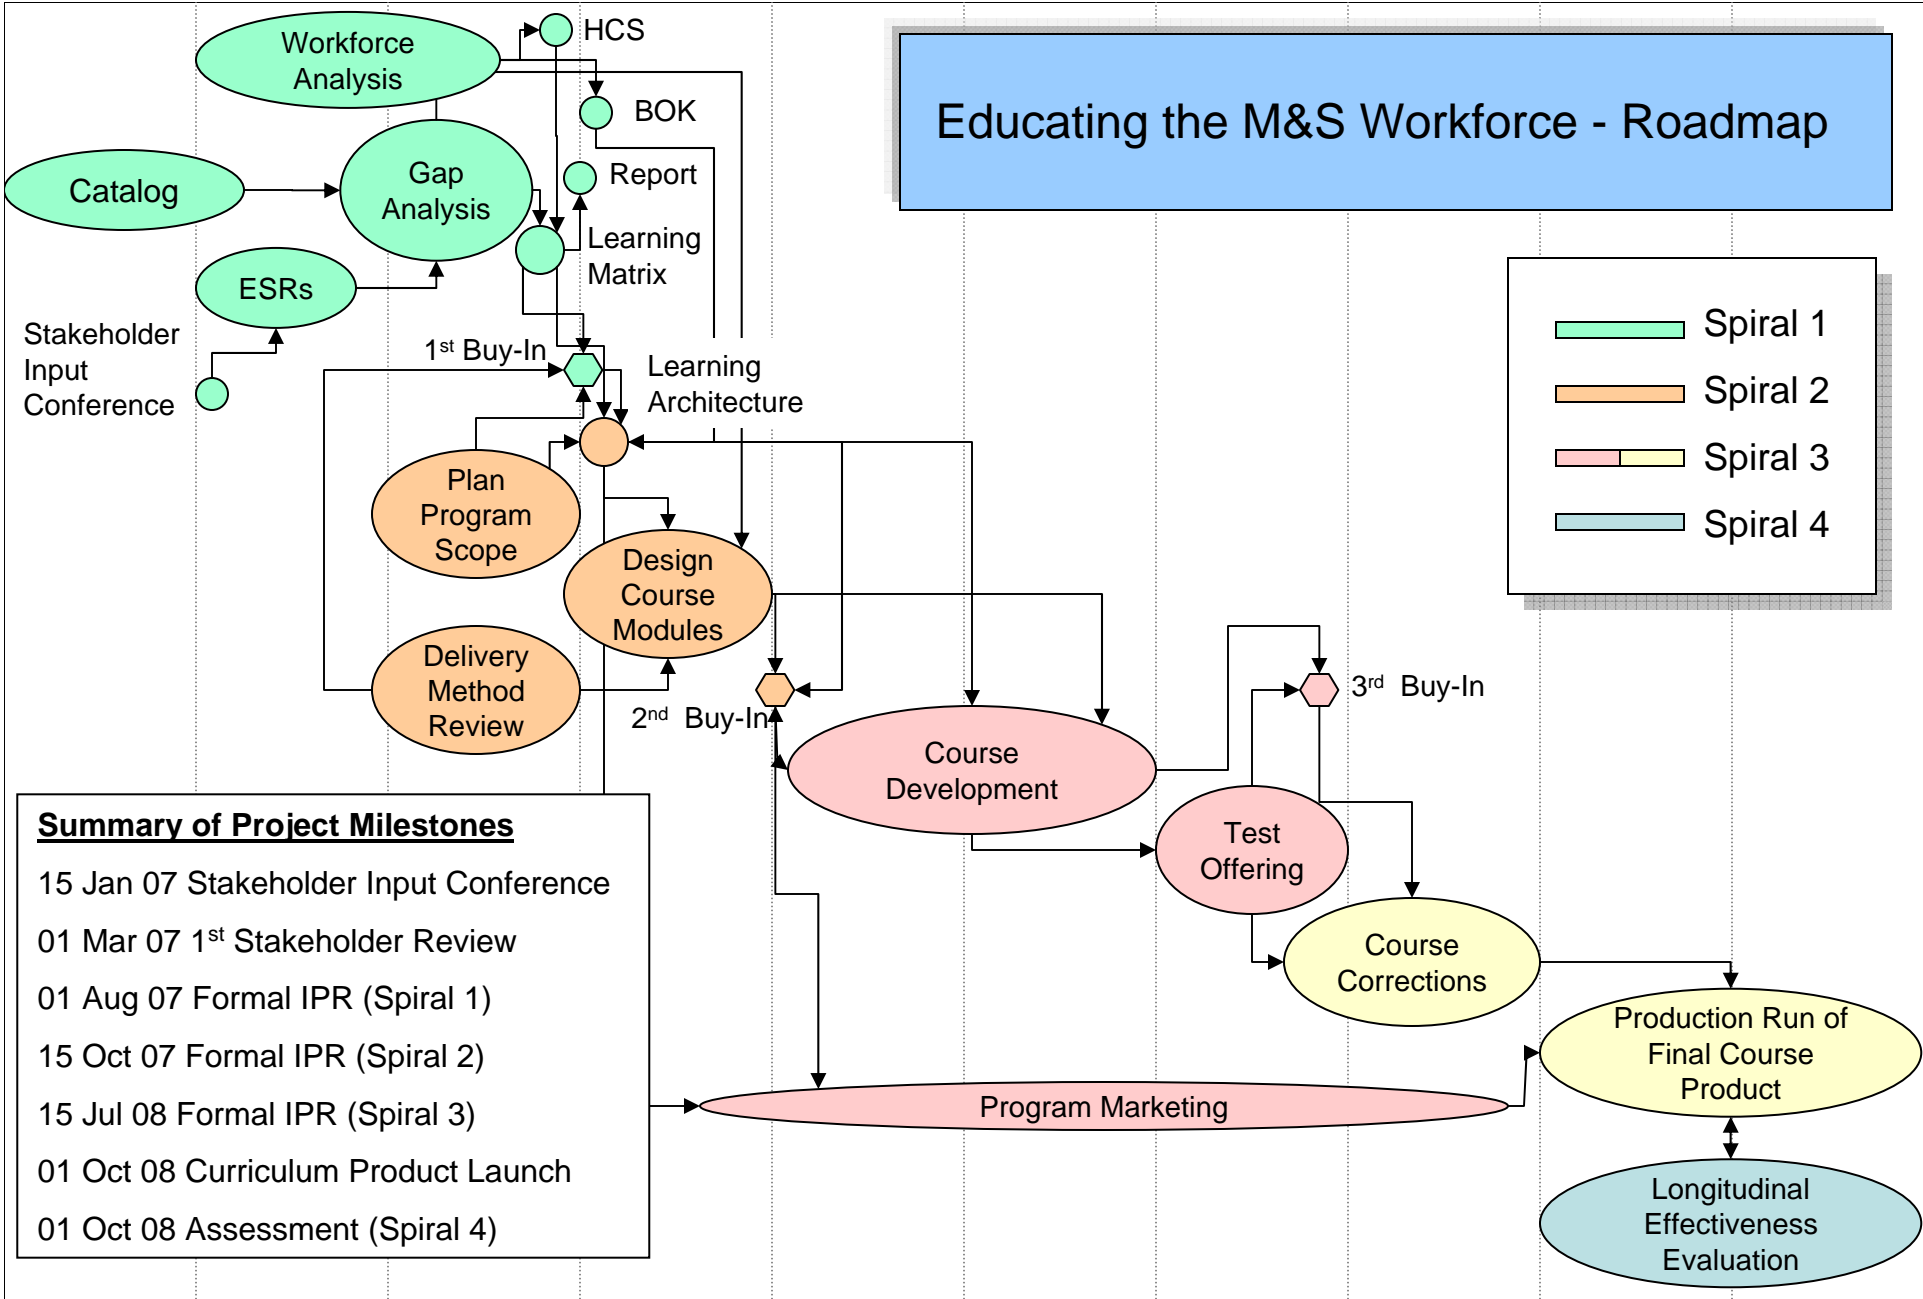 Workforce
Analysis
HCS
BOK
Educating the M&S Workforce - Roadmap
Catalog
Gap
Analysis
Report
Learning
Matrix
ESRs
Stakeholder
Input
Conference
1st Buy-In
Learning
Architecture
Spiral 1
Spiral 2
Spiral 3
Spiral 4
Plan
Program
Scope
Design
Course
Modules
Delivery
Method
Review
2nd Buy-In
3rd Buy-In
Course
Development
Test
Offering
Course
Corrections
Production Run of
Final Course
Product
Program Marketing
Longitudinal
Effectiveness
Evaluation
Summary of Project Milestones
15 Jan 07 Stakeholder Input Conference
01 Mar 07 1st Stakeholder Review
01 Aug 07 Formal IPR (Spiral 1)
15 Oct 07 Formal IPR (Spiral 2)
15 Jul 08 Formal IPR (Spiral 3)
01 Oct 08 Curriculum Product Launch
01 Oct 08 Assessment (Spiral 4)